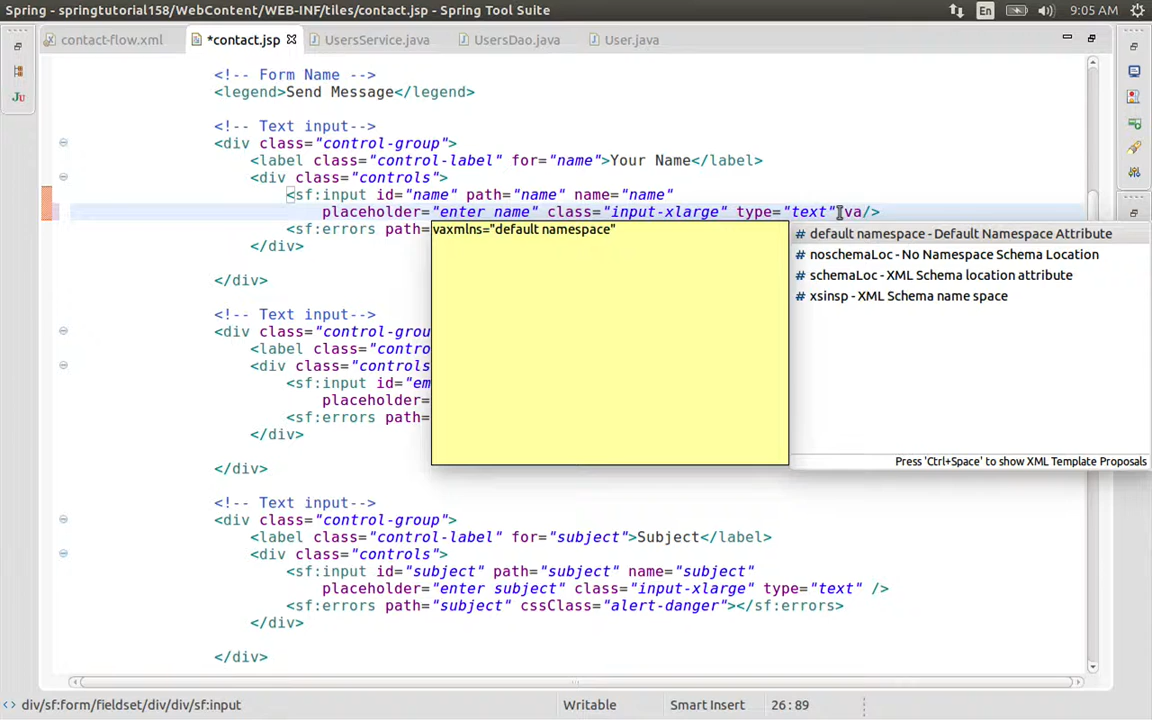 Spring - springtutorial158/WebContent/WEB-INF/tiles/contact.jsp - Spring Tool Suite
En
9:05 AM
contact-flow.xml
*contact.jsp
UsersService.java
UsersDao.java
User.java
<!-- Form Name -->
<legend>Send Message</legend>
<!-- Text input-->
<div class="control-group">
<label class="control-label" for="name">Your Name</label>
<div class="controls">
<sf:input id="name" path="name" name="name"
placeholder="enter name" class="input-xlarge" type="text" va/>
<sf:errors path=
</div>
</div>
vaxmlns="default namespace"
# default namespace - Default Namespace Attribute
# noschemaLoc - No Namespace Schema Location
# schemaLoc - XML Schema location attribute
# xsinsp - XML Schema name space
Press 'Ctrl+Space' to show XML Template Proposals
<!-- Text input-->
<div class="control-grou
<label class="contro
<div class="controls
<sf:input id="em
placeholder=
<sf:errors path=
</div>
</div>
<!-- Text input-->
<div class="control-group">
<label class="control-label" for="subject">Subject</label>
<div class="controls">
<sf:input id="subject" path="subject" name="subject"
placeholder="enter subject" class="input-xlarge" type="text" />
<sf:errors path="subject" cssClass="alert-danger"></sf:errors>
</div>
</div>
div/sf:form/fieldset/div/div/sf:input
Writable
Smart Insert
26:89
Ju